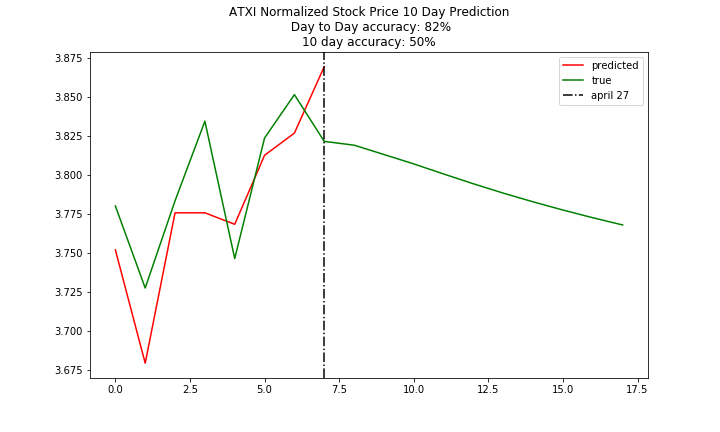 ATXI Normalized Stock Price 10 Day Prediction
Day to Day accuracy: 82%
10 day accuracy: 50%
3.875
3.850
3.825
3.800
3.775
3.750
3.725
3.700
3.675
predicted
true
april 27
0.0 2.5 5.0 7.5 10.0 12.5 15.0 17.5